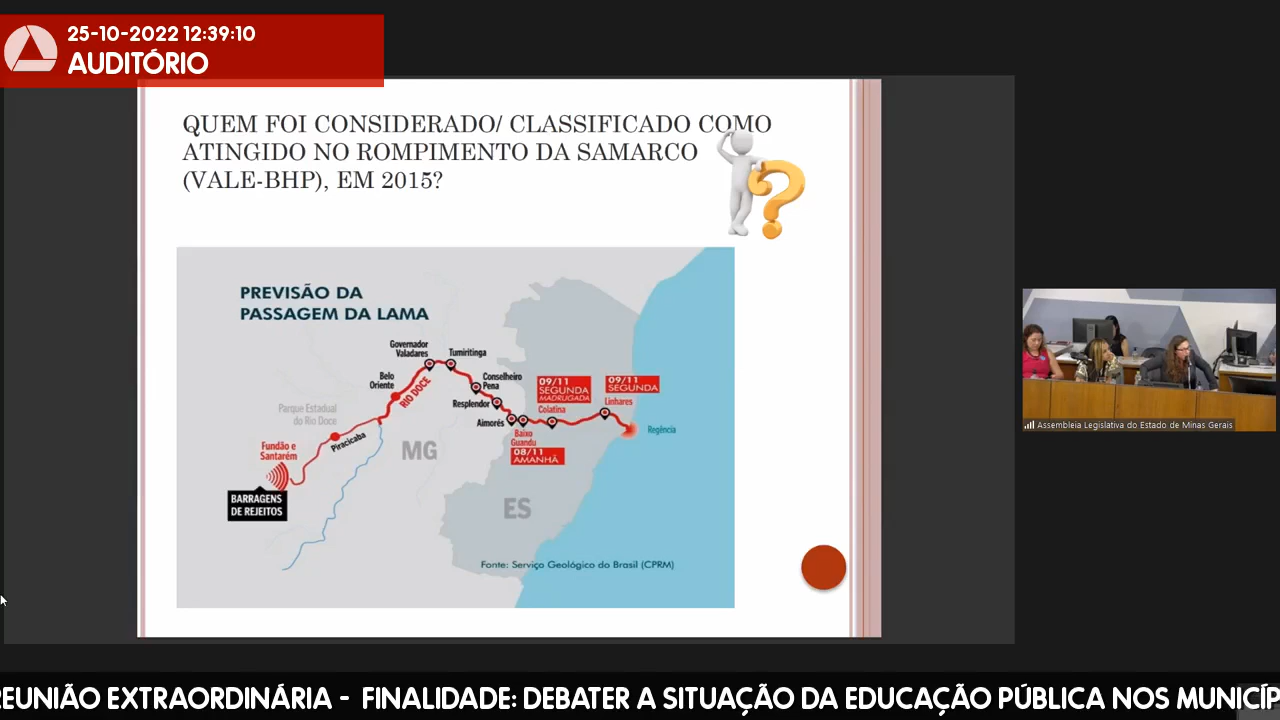 25-10-2022 12:39:10
AUDITÓRIO
QUEM FOI CONSIDERADO/ CLASSIFICADO COMO
ATINGIDO NO ROMPIMENTO DA SAMARCO
(VALE-BHP), EM 2015?
PREVISÃO DA
PASSAGEM DA LAMA
Governador
Valadares
Tumiritinga
Belo
Oriente
RIO DOCE
Conselheiro
Pena
09/11
SEGUNDA
MADRUGADA
09/11
SEGUNDA
Parque Estadual
do Rio Doce
Resplendor
Colatina
Linhares
Aimorés
Baixo
Guandu
08/11
AMANHÃ
Regência
Fundão e
Santarém
Piracicaba
MG
BARRAGENS
DE REJEITOS
ES
Fonte: Serviço Geológico do Brasil (CPRM)
Assembleia Legislativa do Estado de Minas Gerais
EUNIÃO EXTRAORDINÁRIA - FINALIDADE: DEBATER A SITUAÇÃO DA EDUCAÇÃO PÚBLICA NOS MUNICÍP